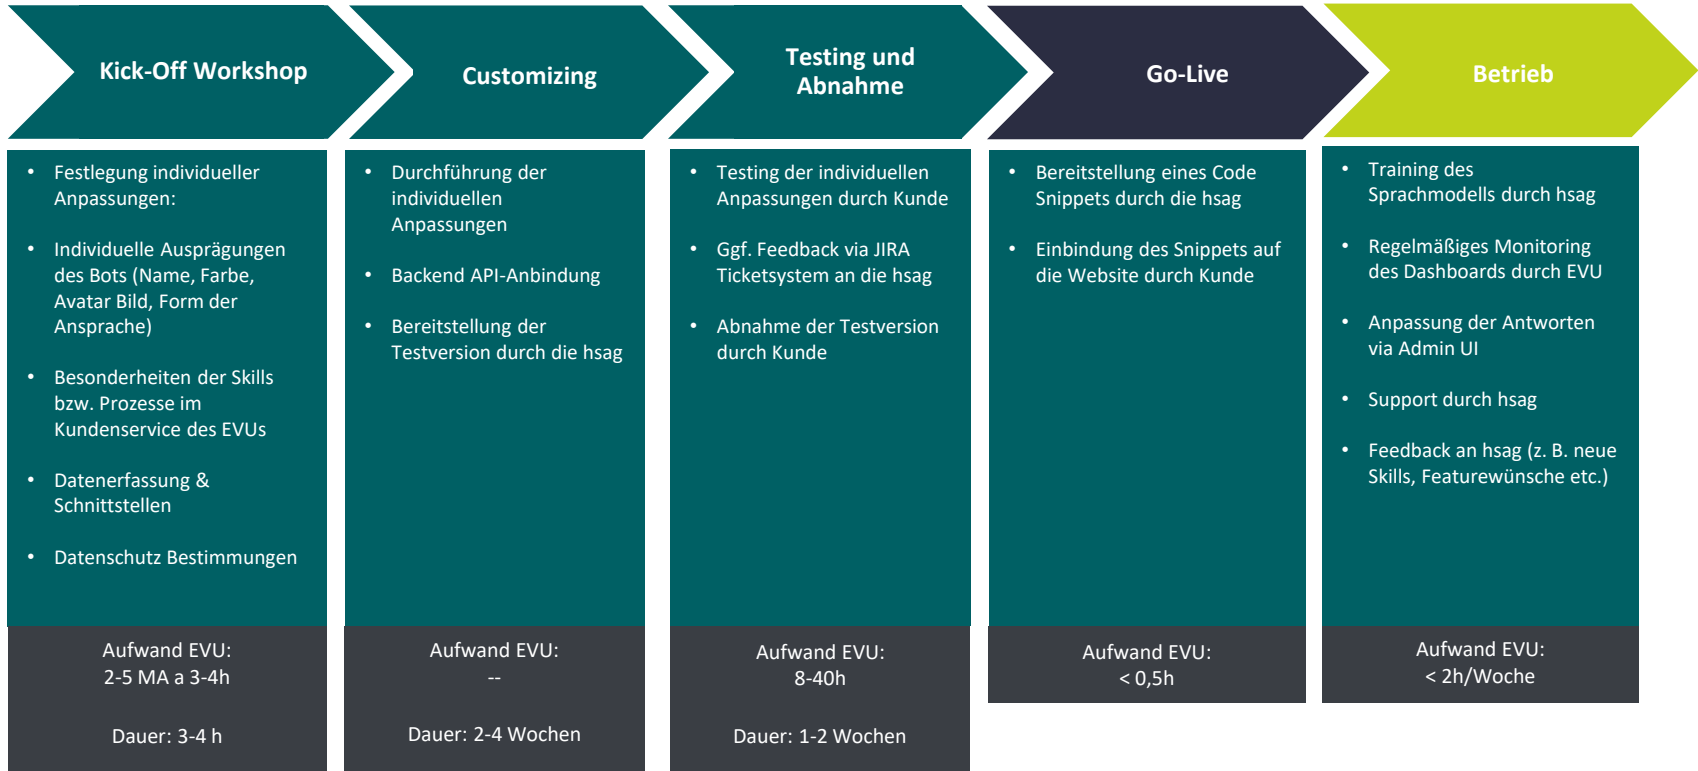 Kick-Off Workshop
Customizing
Testing und
Abnahme
Go-Live
Betrieb
• Festlegung individueller
Anpassungen:
• Individuelle Ausprägungen
des Bots (Name, Farbe,
Avatar Bild, Form der
Ansprache)
• Besonderheiten der Skills
bzw. Prozesse im
Kundenservice des EVUs
• Datenerfassung &
Schnittstellen
• Datenschutz Bestimmungen
Aufwand EVU:
2-5 MA a 3-4h
Dauer: 3-4 h
• Durchführung der
individuellen
Anpassungen
• Backend API-Anbindung
• Bereitstellung der
Testversion durch die hsag
Aufwand EVU:
--
Dauer: 2-4 Wochen
• Testing der individuellen
Anpassungen durch Kunde
• Ggf. Feedback via JIRA
Ticketsystem an die hsag
• Abnahme der Testversion
durch Kunde
Aufwand EVU:
8-40h
Dauer: 1-2 Wochen
• Bereitstellung eines Code
Snippets durch die hsag
• Einbindung des Snippets auf
die Website durch Kunde
Aufwand EVU:
< 0,5h
• Training des
Sprachmodells durch hsag
• Regelmäßiges Monitoring
des Dashboards durch EVU
• Anpassung der Antworten
via Admin UI
• Support durch hsag
• Feedback an hsag (z. B. neue
Skills, Featurewünsche etc.)
Aufwand EVU:
< 2h/Woche